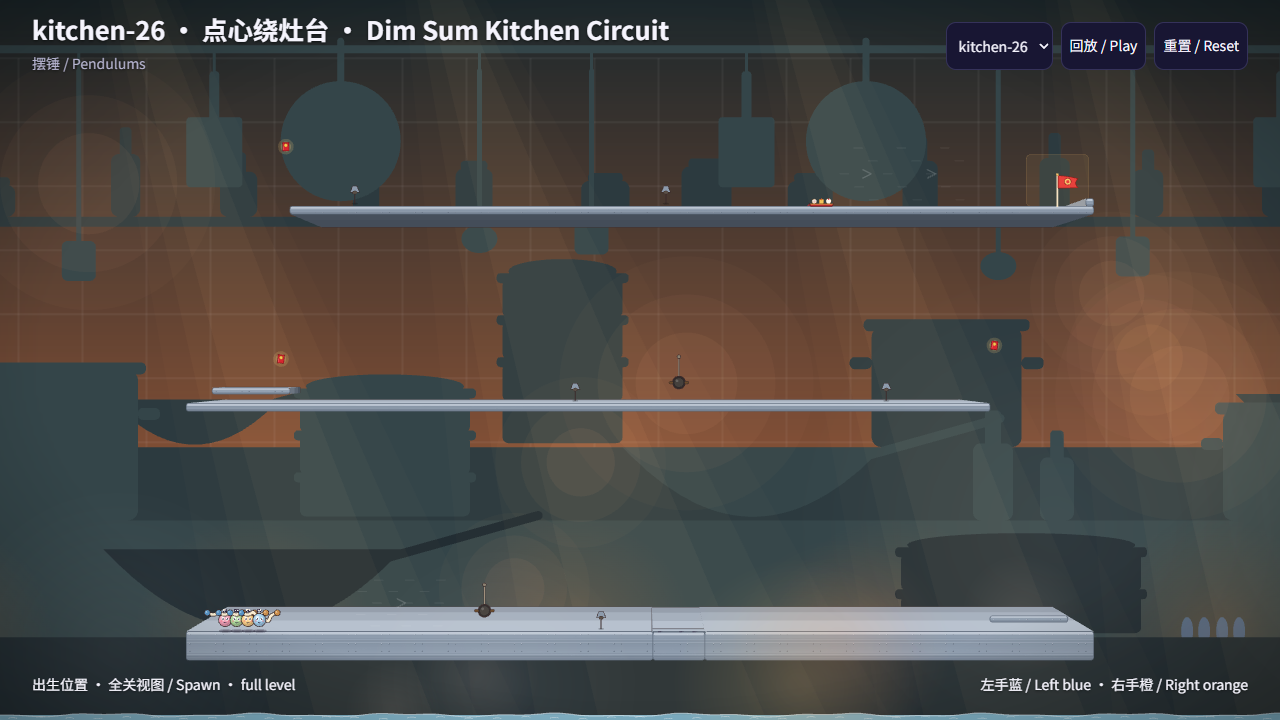 kitchen-26 • 点心绕灶台 • Dim Sum Kitchen Circuit
摆锤 / Pendulums
kitchen-26
回放 / Play
重置 / Reset
出生位置 • 全关视图 / Spawn • full level
左手蓝 / Left blue • 右手橙 / Right orange